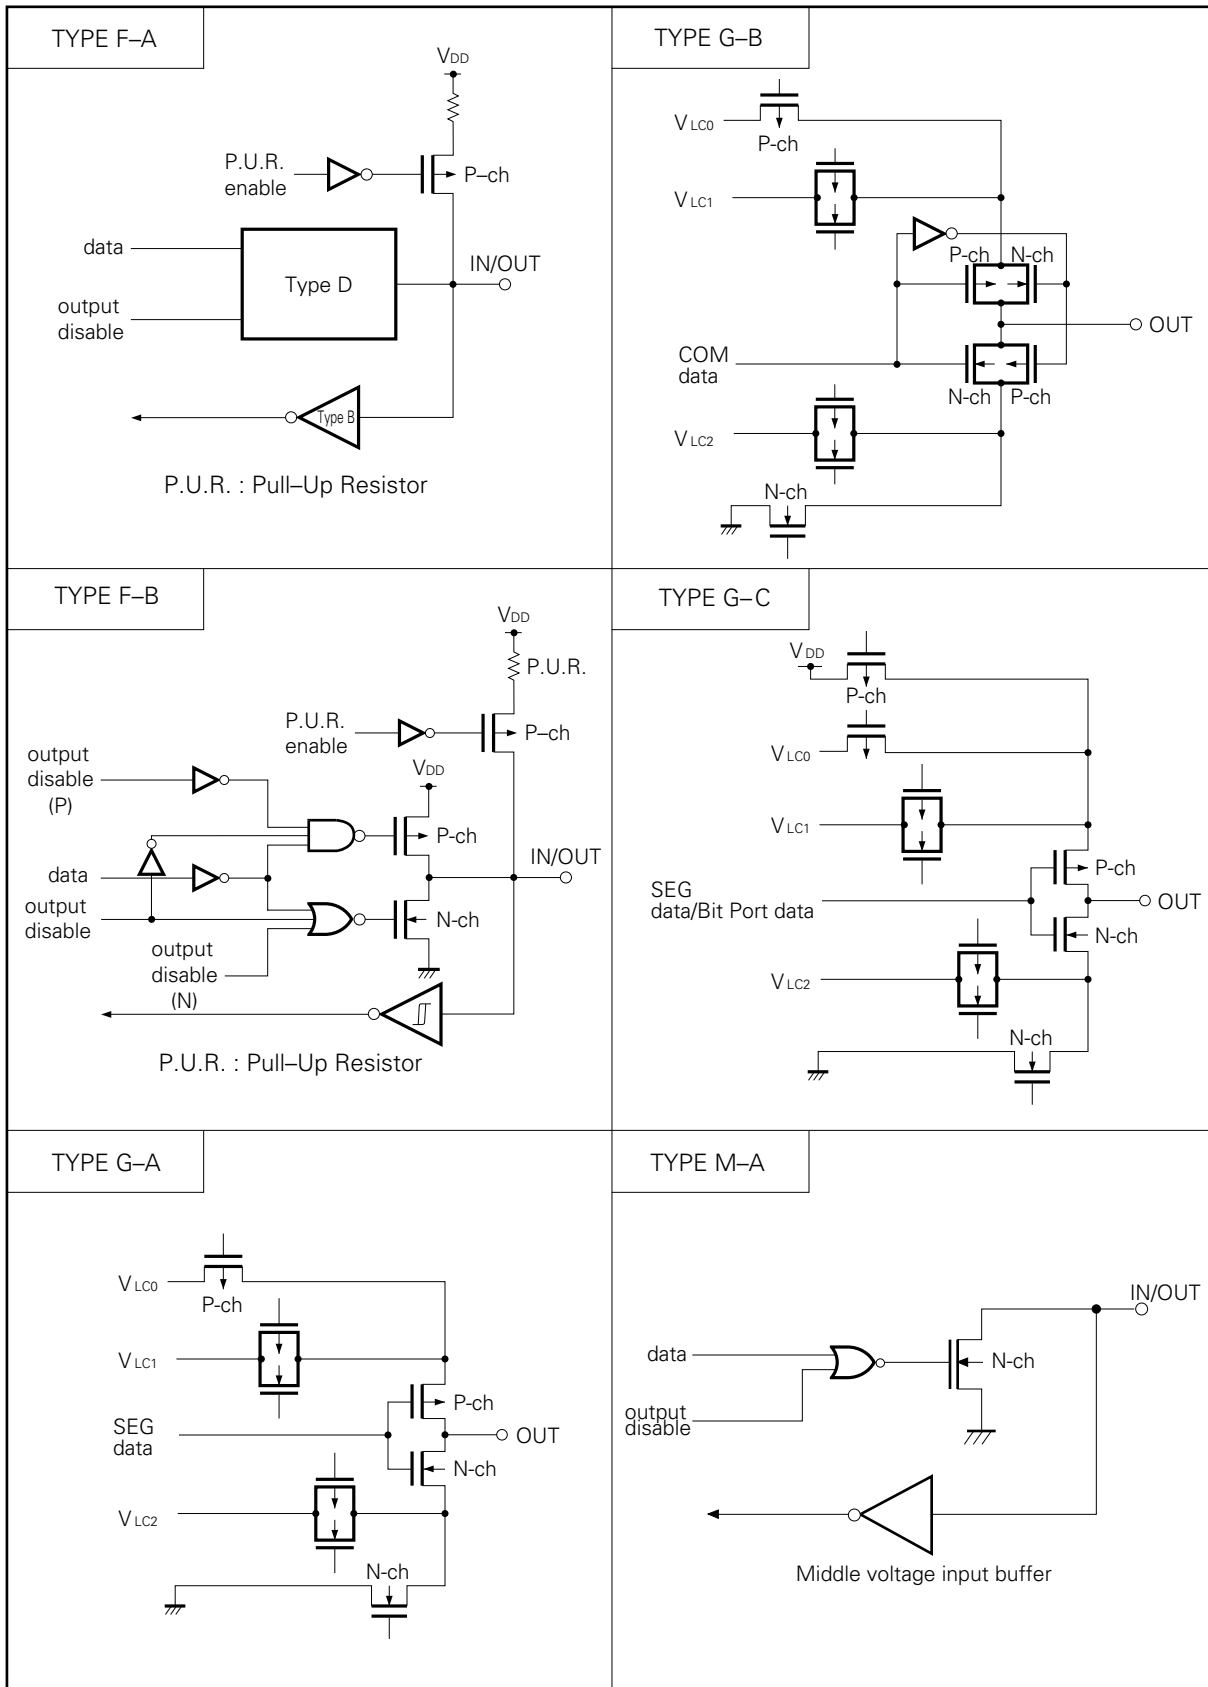 TYPE F–A
VDD
P.U.R.
enable
P–ch
data
Type D
IN/OUT
output
disable
Type B
P.U.R. : Pull–Up Resistor
TYPE G–B
VLC0
P-ch
VLC1
P-ch N-ch
OUT
COM
data
N-ch P-ch
VLC2
N-ch
TYPE F–B
VDD
P.U.R.
P.U.R.
enable
P–ch
output
disable
(P)
VDD
P-ch
IN/OUT
data
output
disable
N-ch
output
disable
(N)
P.U.R. : Pull–Up Resistor
TYPE G–C
VDD
P-ch
VLC0
VLC1
P-ch
SEG
data/Bit Port data
OUT
N-ch
VLC2
N-ch
TYPE G–A
VLC0
P-ch
VLC1
P-ch
SEG
data
OUT
N-ch
VLC2
N-ch
TYPE M–A
IN/OUT
data
N-ch
output
disable
Middle voltage input buffer